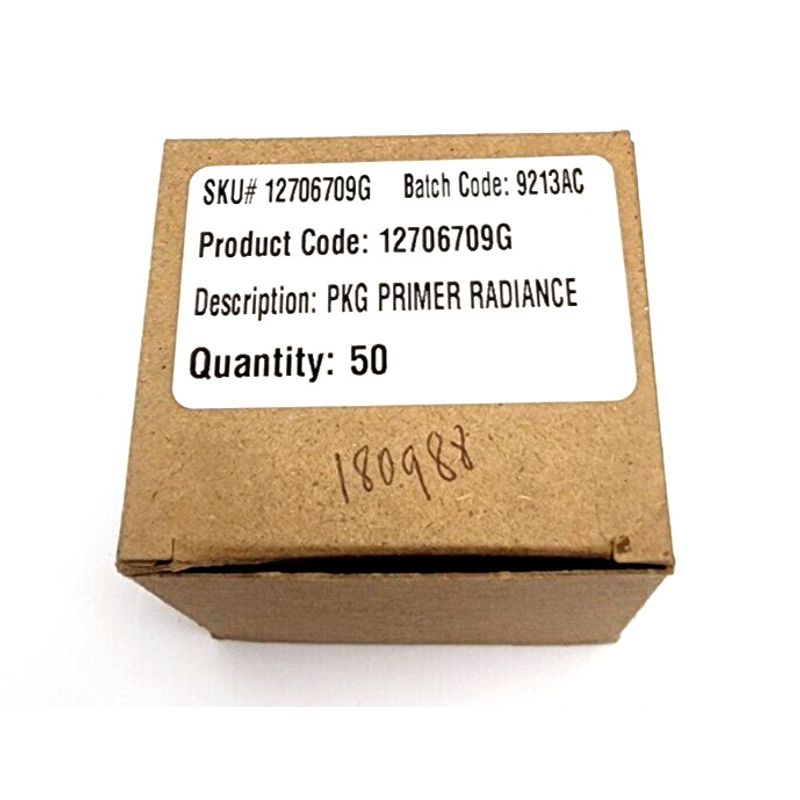 SKU# 12706709G Batch Code: 9213AC
Product Code: 12706709G
Description: PKG PRIMER RADIANCE
Quantity: 50
180988